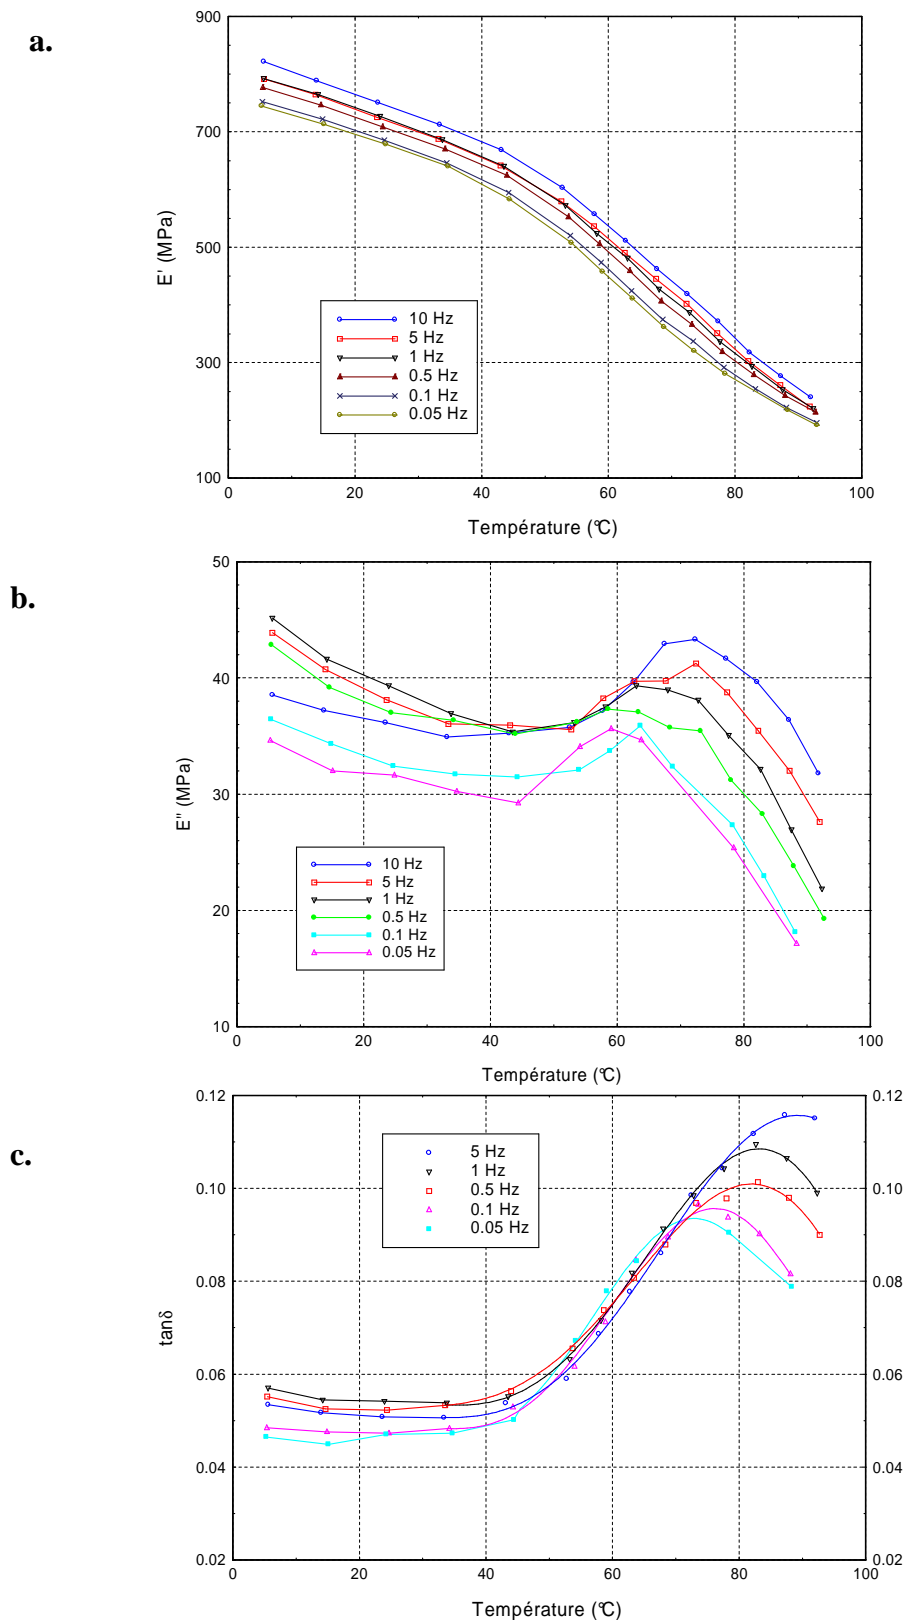 a.
900
700
500
300
100
E' (MPa)
10 Hz
5 Hz
1 Hz
0.5 Hz
0.1 Hz
0.05 Hz
0 20 40 60 80 100
Température (°C)
b.
50
40
30
20
10
E'' (MPa)
10 Hz
5 Hz
1 Hz
0.5 Hz
0.1 Hz
0.05 Hz
0 20 40 60 80 100
Température (°C)
c.
0.12 0.12
0.10 0.10
0.08 0.08
0.06 0.06
0.04 0.04
0.02 0.02
tanδ
5 Hz
1 Hz
0.5 Hz
0.1 Hz
0.05 Hz
0 20 40 60 80 100
Température (°C)